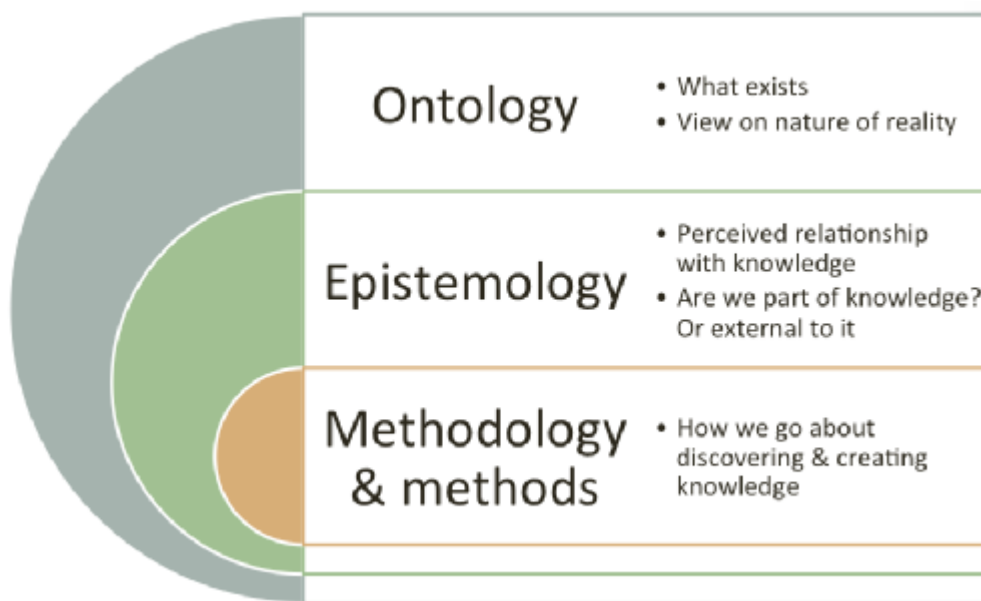 Ontology
• What exists
• View on nature of reality
Epistemology
• Perceived relationship
with knowledge
• Are we part of knowledge?
Or external to it
Methodology
& methods
• How we go about
discovering & creating
knowledge